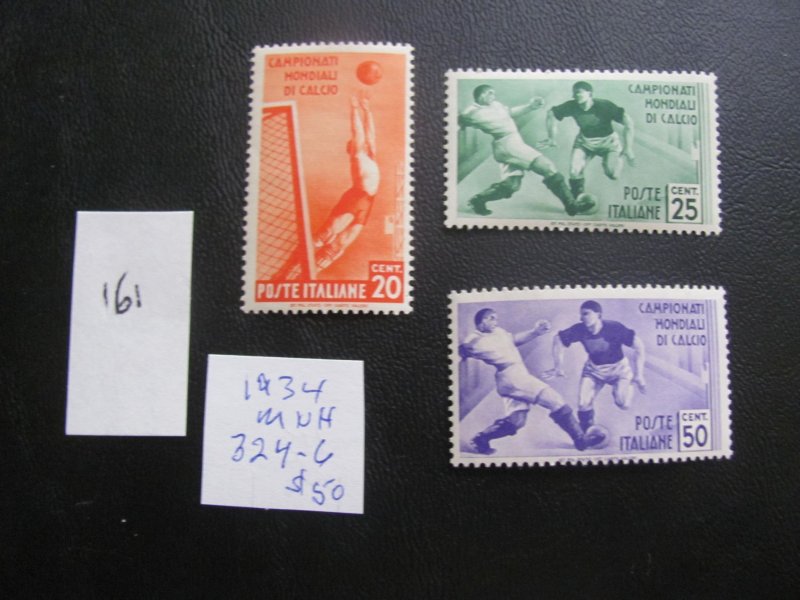 CAMPIONATI
MONDIALI
DI CALCIO
CENT.
POSTE ITALIANE 20
CAMPIONATI
MONDIALI
DI CALCIO
POSTE CENT.
ITALIANE 25
CAMPIONATI
MONDIALI
DI CALCIO
POSTE CENT.
ITALIANE 50
161
1934
MNH
324-6
$50